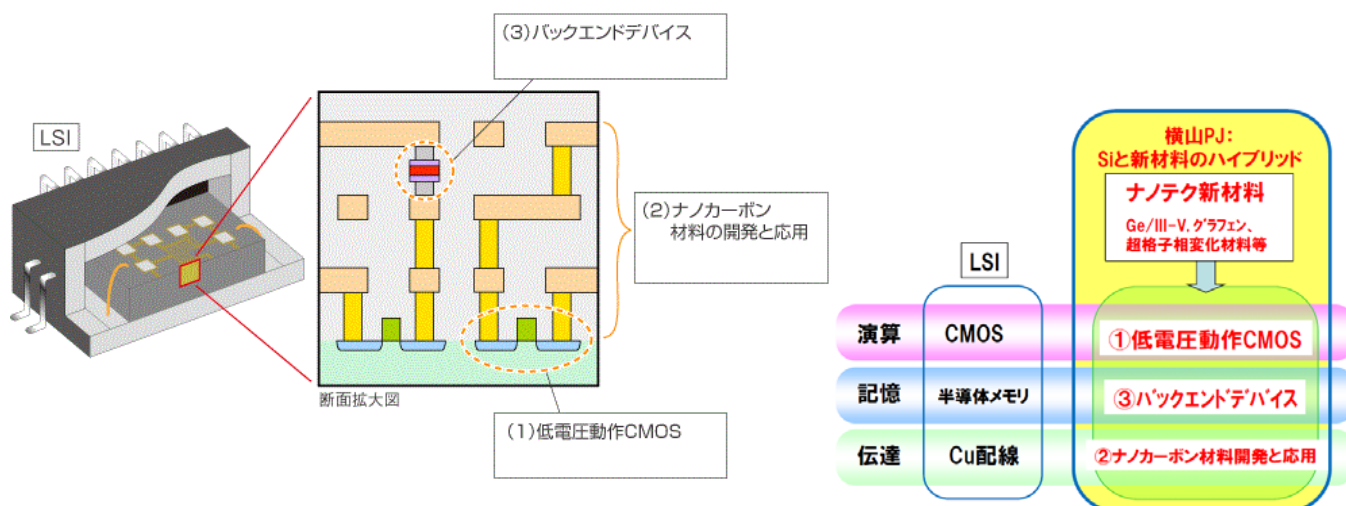 (3)バックエンドデバイス
LSI
(2)ナノカーボン
材料の開発と応用
断面拡大図
(1)低電圧動作CMOS
横山PJ:
Siと新材料のハイブリッド
ナノテク新材料
Ge/III-V,グラフェン、
超格子相変化材料等
LSI
演算 CMOS ①低電圧動作CMOS
記憶 半導体メモリ ③バックエンドデバイス
伝達 Cu配線 ②ナノカーボン材料開発と応用